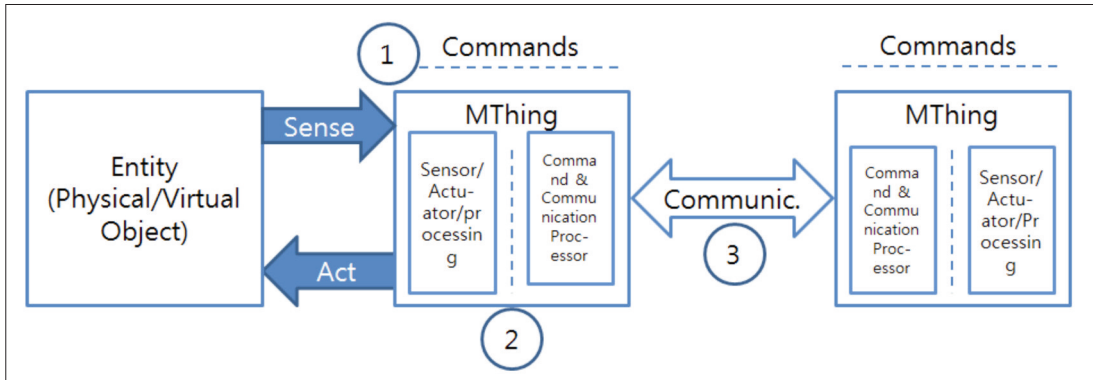 1
Commands
Commands
Sense
MThing
MThing
Entity
(Physical/Virtual
Object)
Sensor/
Actu-
ator/pr
ocessin
g
Comma
nd &
Commu
nication
Proc-
essor
Communic.
Comma
nd &
Commu
nication
Proc-
essor
Sensor/
Actu-
ator/Pr
ocessin
g
Act
3
2